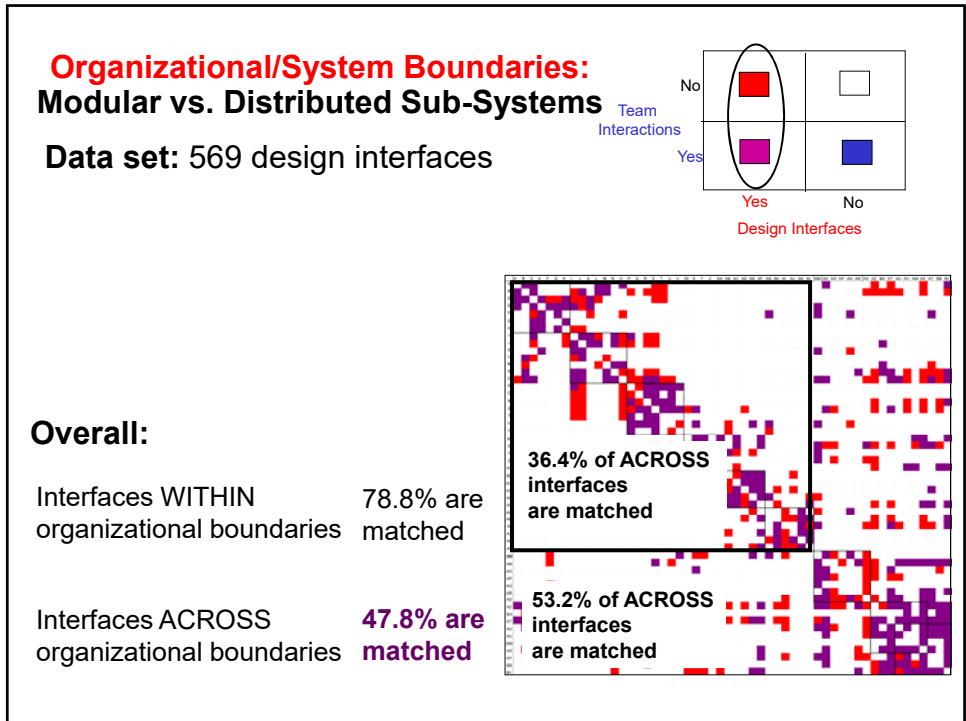 Organizational/System Boundaries:
Modular vs. Distributed Sub-Systems
Data set: 569 design interfaces
No
Team
Interactions
Yes
Yes
No
Design Interfaces
Overall:
Interfaces WITHIN
organizational boundaries
78.8% are
matched
Interfaces ACROSS
organizational boundaries
47.8% are
matched
36.4% of ACROSS
interfaces
are matched
53.2% of ACROSS
interfaces
are matched